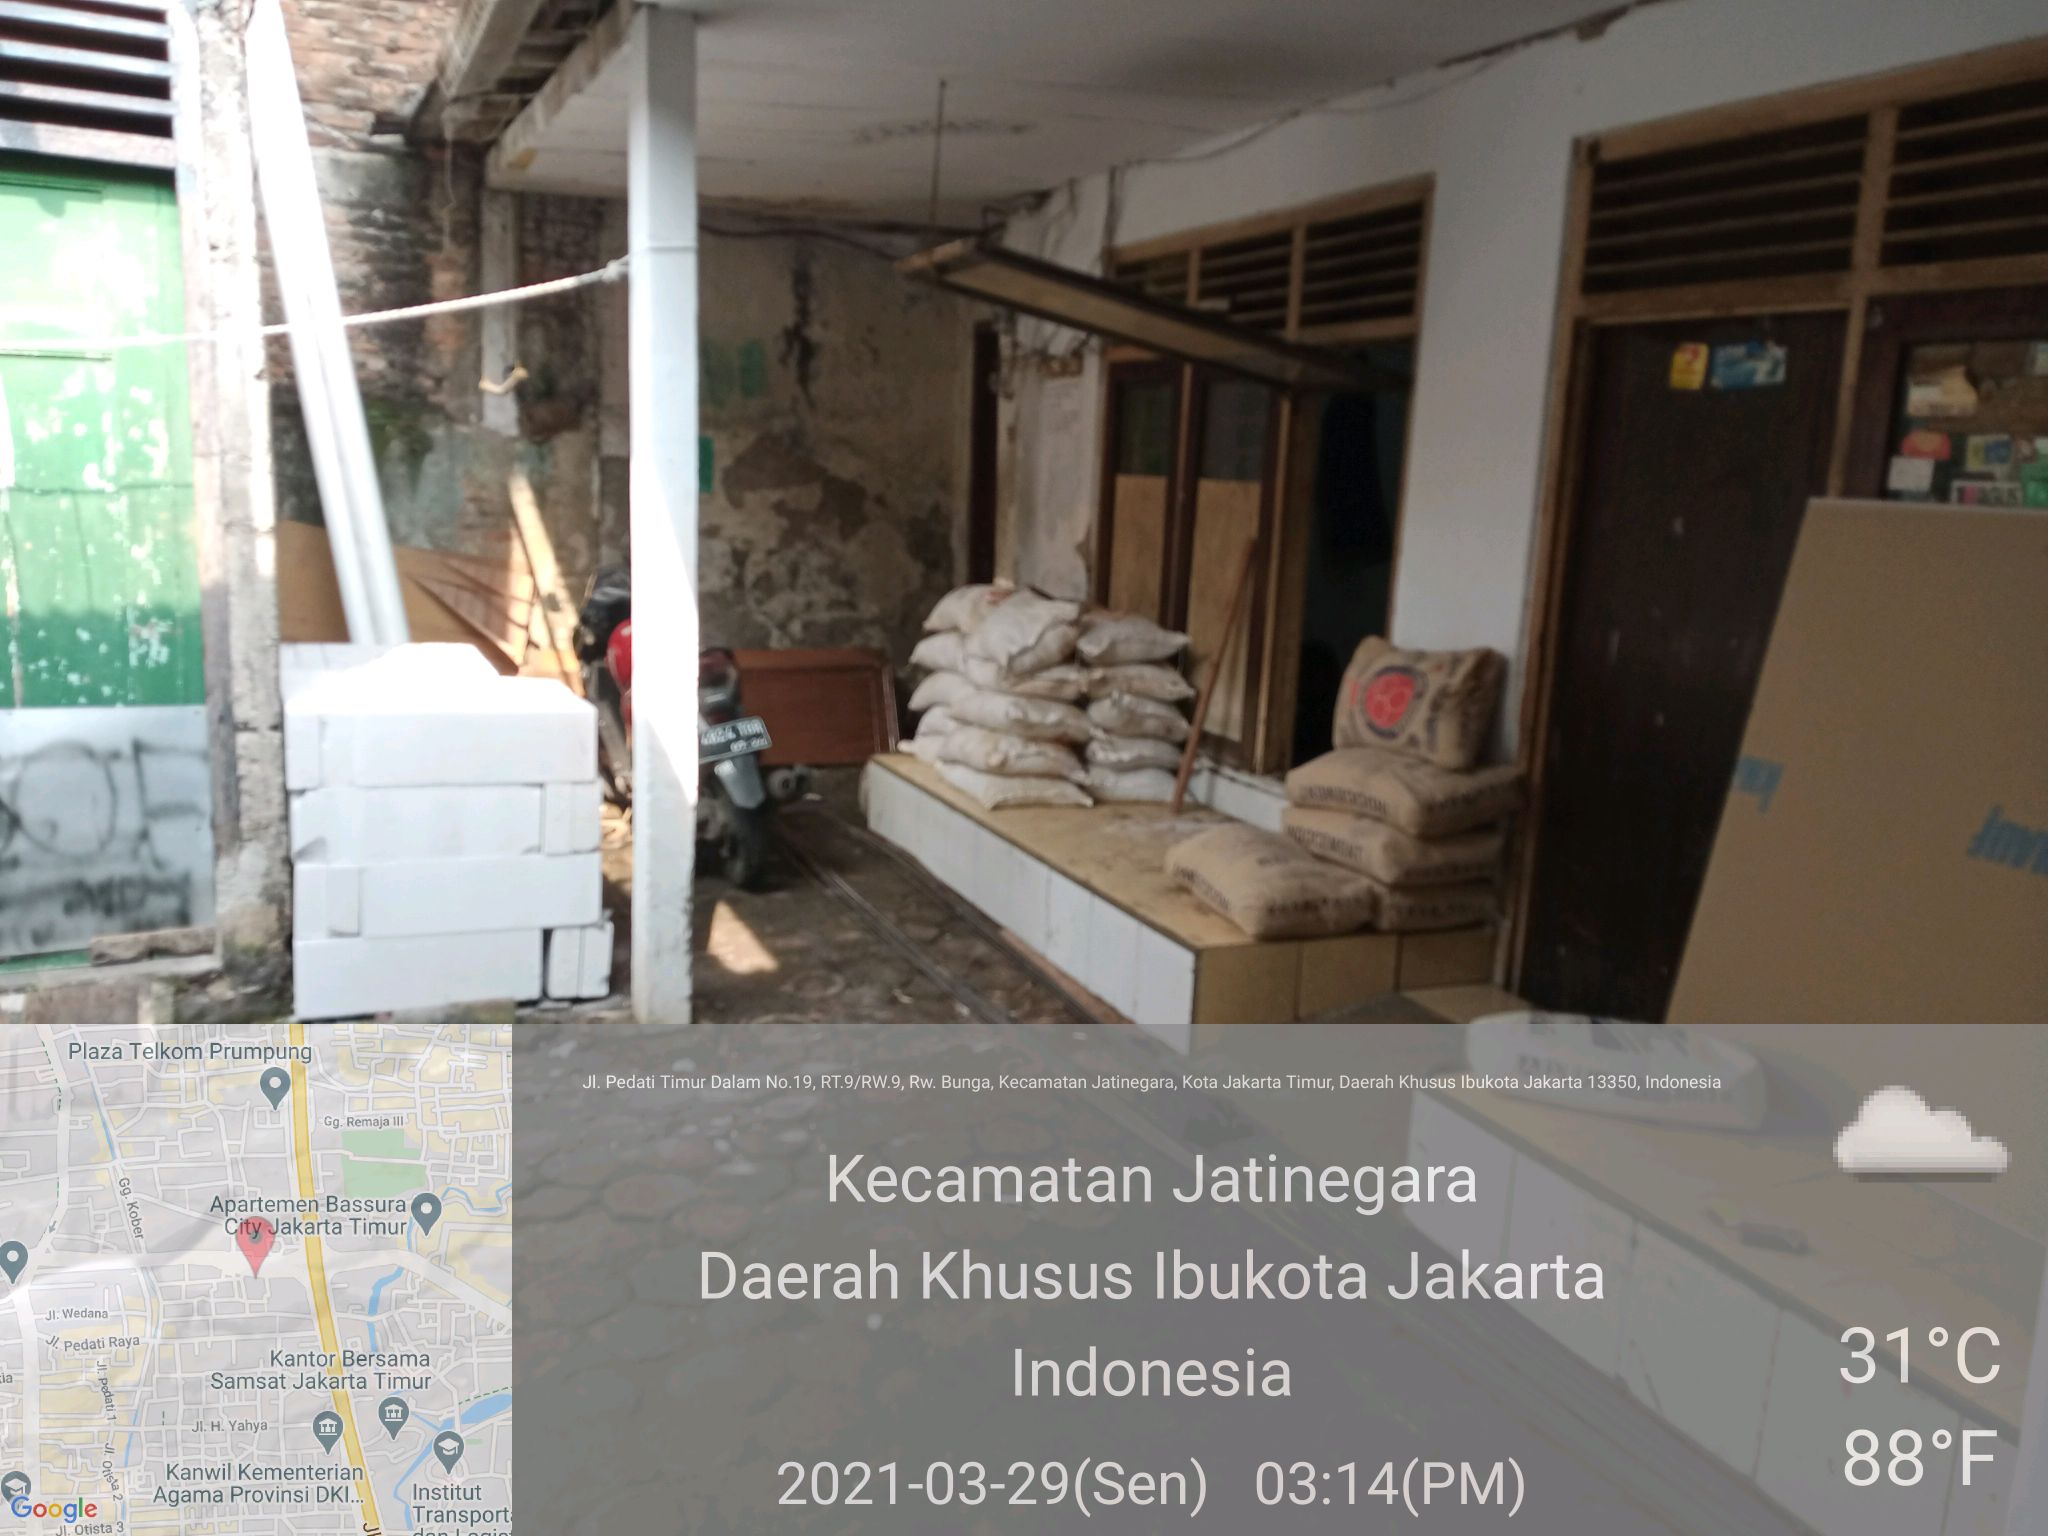 INDOCEMENT
INDOCEMENT
Plaza Telkom Prumpung
Gg. Remaja III
Gg. Kober
Apartemen Bassura
City Jakarta Timur
Jl. Wedana
Jl. Pedati Raya
Jl. Pedati 1
Kantor Bersama
Samsat Jakarta Timur
Jl. H. Yahya
Jl. Otista 2
Kanwil Kementerian
Agama Provinsi DKI...
Institut
Transport
dan Logis
Google
Jl. Otista 3
Jl. Pedati Timur Dalam No.19, RT.9/RW.9, Rw. Bunga, Kecamatan Jatinegara, Kota Jakarta Timur, Daerah Khusus Ibukota Jakarta 13350, Indonesia
Kecamatan Jatinegara
Daerah Khusus Ibukota Jakarta
Indonesia
2021-03-29(Sen) 03:14(PM)
31°C
88°F